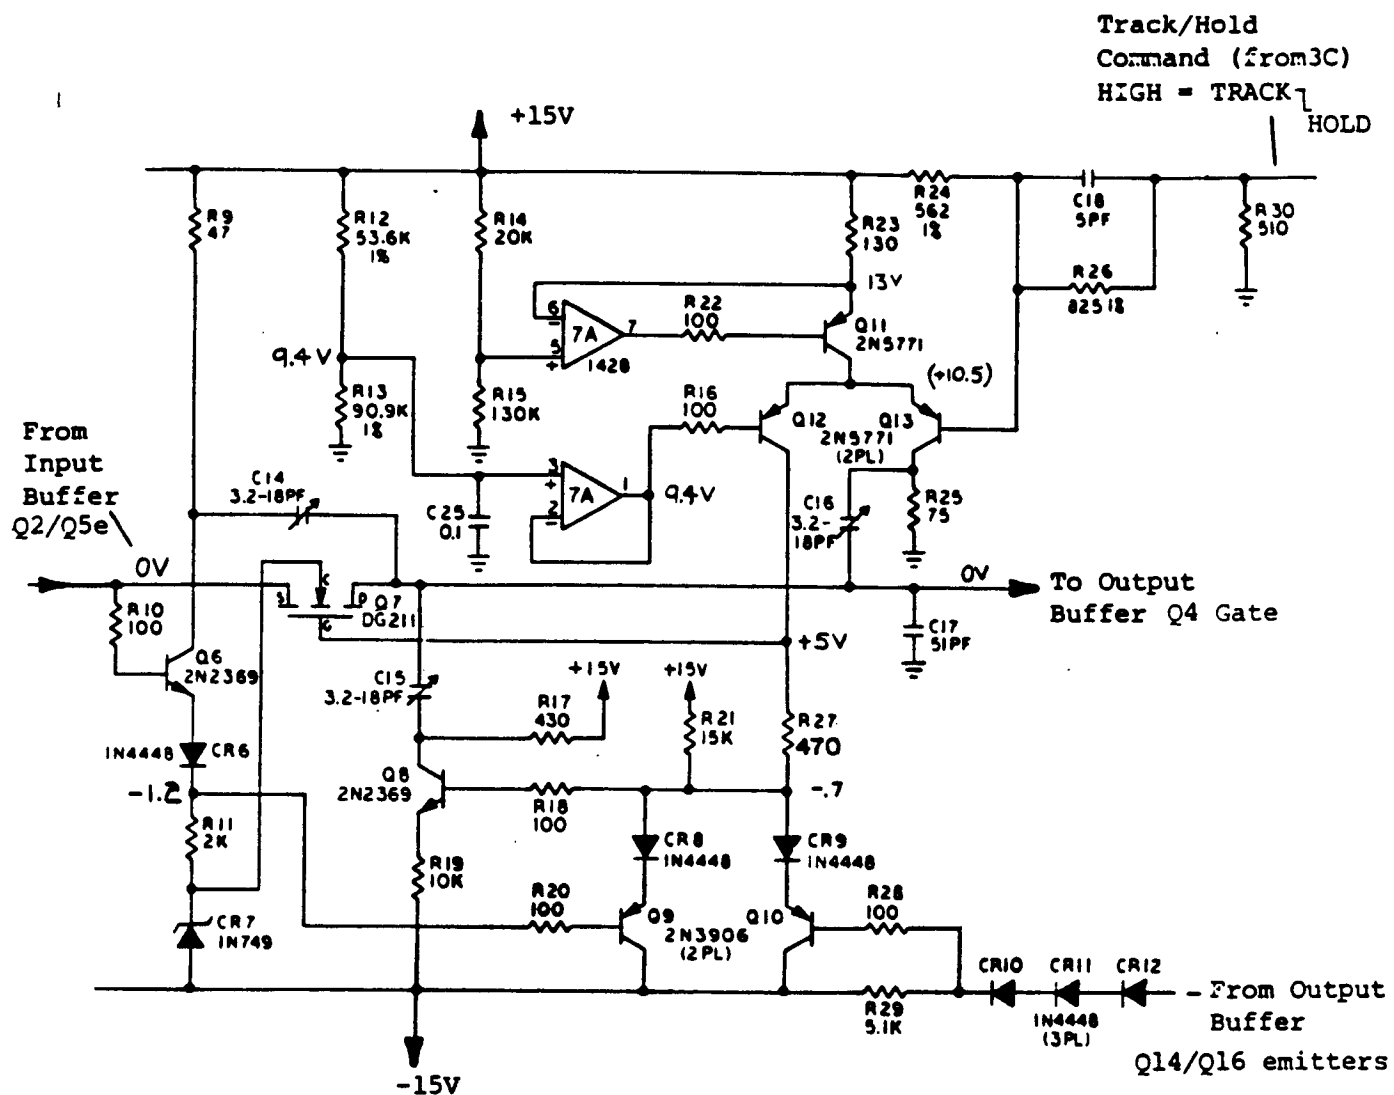 Track/Hold
Command (from3C)
HIGH = TRACK
HOLD
+15V
R9
47
R12
53.6K
1%
R14
20K
R23
130
R24
562
1%
C18
5PF
R30
510
R26
825 1%
13V
R22
100
6
-
5
+
7A
7
1428
Q11
2N5771
9.4V
R13
90.9K
1%
R15
130K
R16
100
(+10.5)
Q12
Q13
2N5771
(2PL)
From
Input
Buffer
Q2/Q5e
C14
3.2-18PF
3
+
2
-
7A
1
9.4V
C25
0.1
C16
3.2-
18PF
R25
75
0V
R10
100
S
C
D
G
Q7
DG211
0V
To Output
Buffer Q4 Gate
C17
51PF
+5V
Q6
2N2369
C15
3.2-18PF
+15V
+15V
R17
430
R21
15K
R27
470
1N4448
CR6
-1.2
Q8
2N2369
R18
100
-.7
R11
2K
CR8
1N4448
CR9
1N4448
R19
10K
R20
100
Q9
2N3906
(2PL)
Q10
R28
100
CR7
1N749
CR10
CR11
CR12
1N4448
(3PL)
R29
5.1K
- From Output
Buffer
Q14/Q16 emitters
-15V